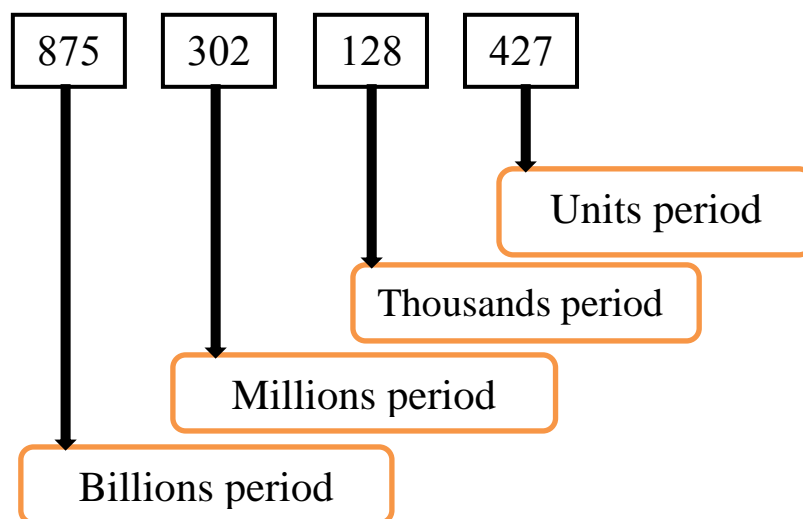 875 302 128 427
Units period
Thousands period
Millions period
Billions period